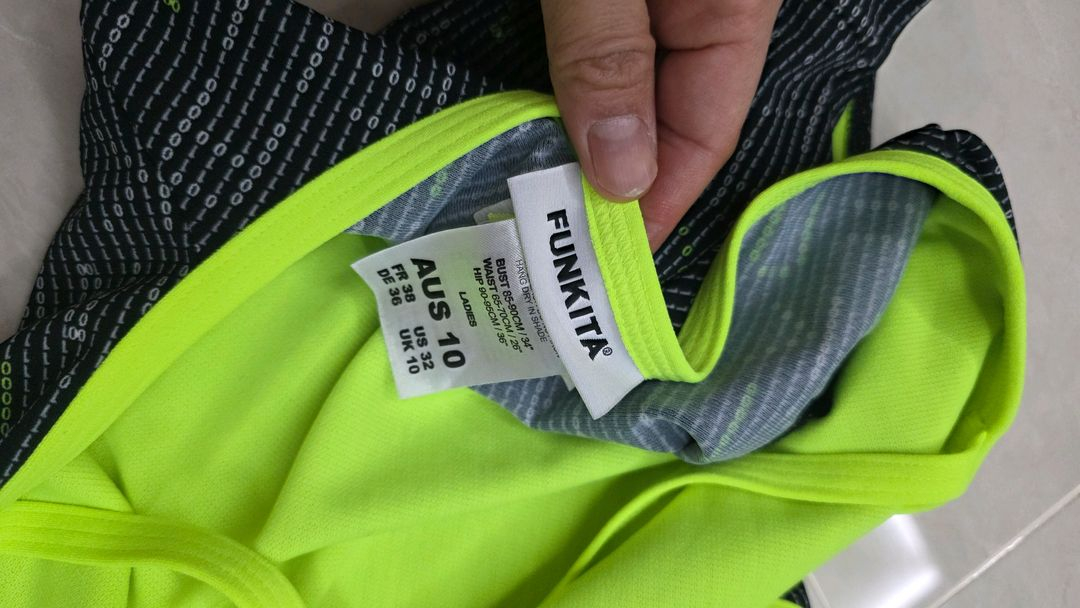 FUNKITA®
HANG DRY IN SHADE
BUST 85-90CM / 34"
WAIST 65-70CM / 26"
HIP 90-95CM / 36"
LADIES
AUS 10
FR 38 US 32
DE 36 UK 10